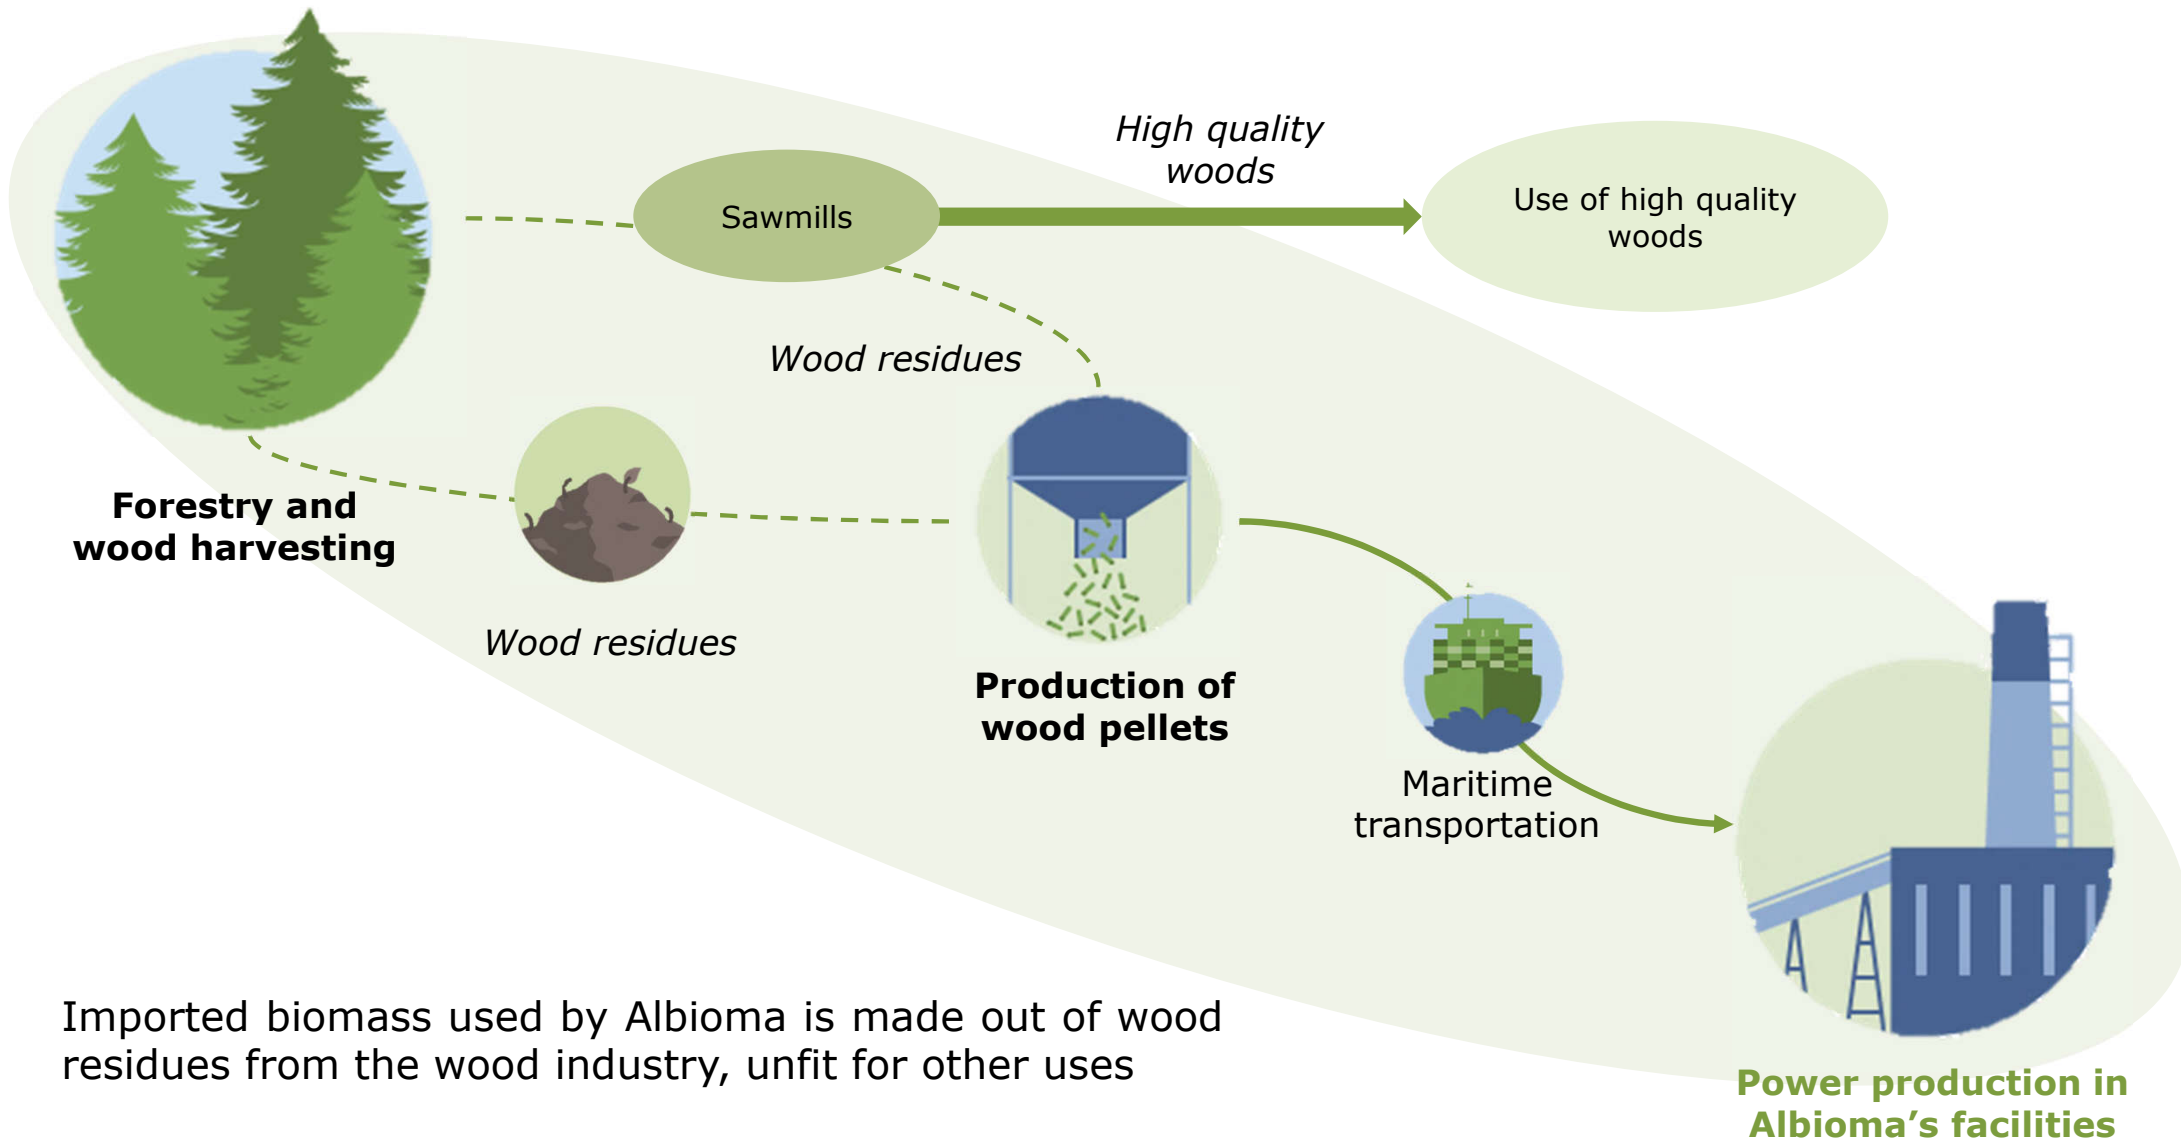 High quality
woods
Sawmills
Use of high quality
woods
Wood residues
Forestry and
wood harvesting
Wood residues
Production of
wood pellets
Maritime
transportation
Imported biomass used by Albioma is made out of wood
residues from the wood industry, unfit for other uses
Power production in
Albioma’s facilities